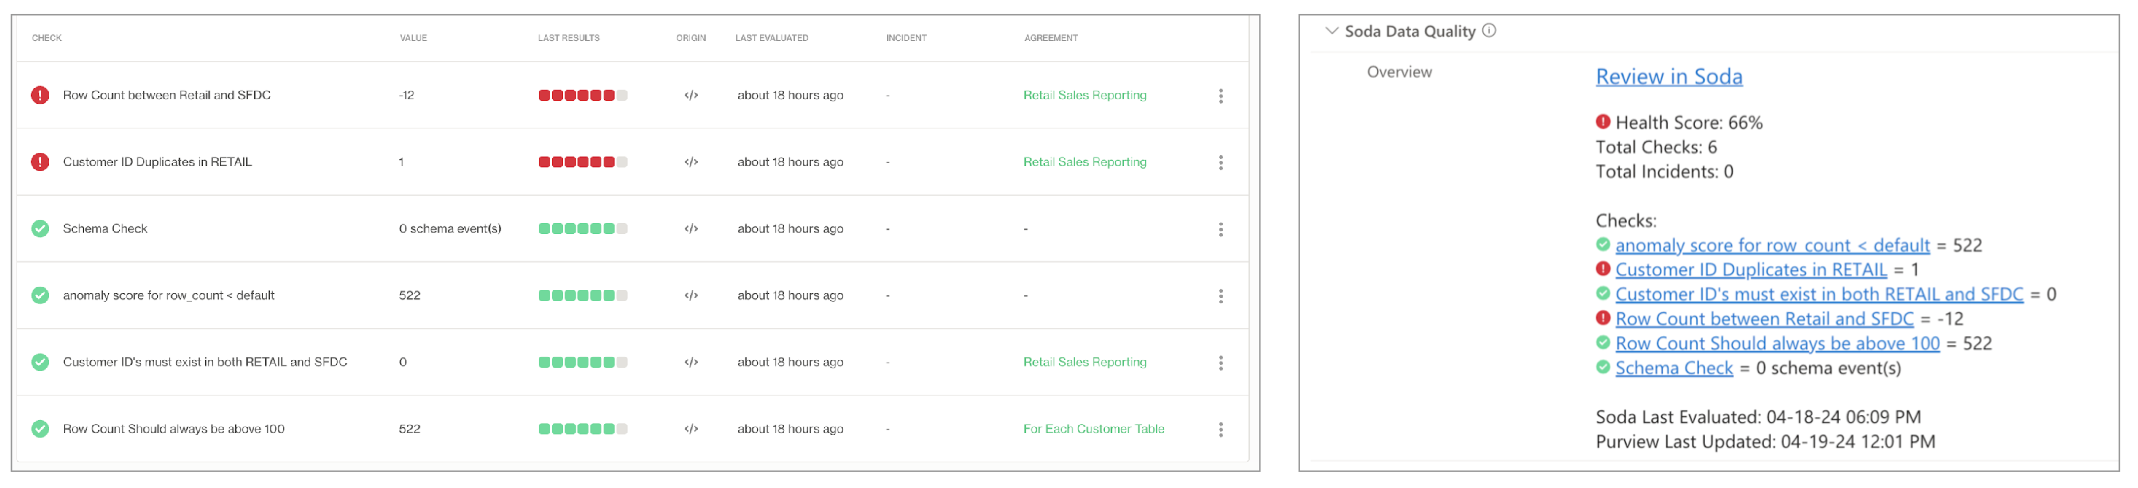 CHECK VALUE LAST RESULTS ORIGIN LAST EVALUATED INCIDENT AGREEMENT
Row Count between Retail and SFDC -12 </> about 18 hours ago - Retail Sales Reporting
Customer ID Duplicates in RETAIL 1 </> about 18 hours ago - Retail Sales Reporting
Schema Check 0 schema event(s) </> about 18 hours ago - -
anomaly score for row_count < default 522 </> about 18 hours ago - -
Customer ID's must exist in both RETAIL and SFDC 0 </> about 18 hours ago - Retail Sales Reporting
Row Count Should always be above 100 522 </> about 18 hours ago - For Each Customer Table
Soda Data Quality
Overview
Review in Soda
Health Score: 66%
Total Checks: 6
Total Incidents: 0
Checks:
anomaly score for row_count < default = 522
Customer ID Duplicates in RETAIL = 1
Customer ID's must exist in both RETAIL and SFDC = 0
Row Count between Retail and SFDC = -12
Row Count Should always be above 100 = 522
Schema Check = 0 schema event(s)
Soda Last Evaluated: 04-18-24 06:09 PM
Purview Last Updated: 04-19-24 12:01 PM